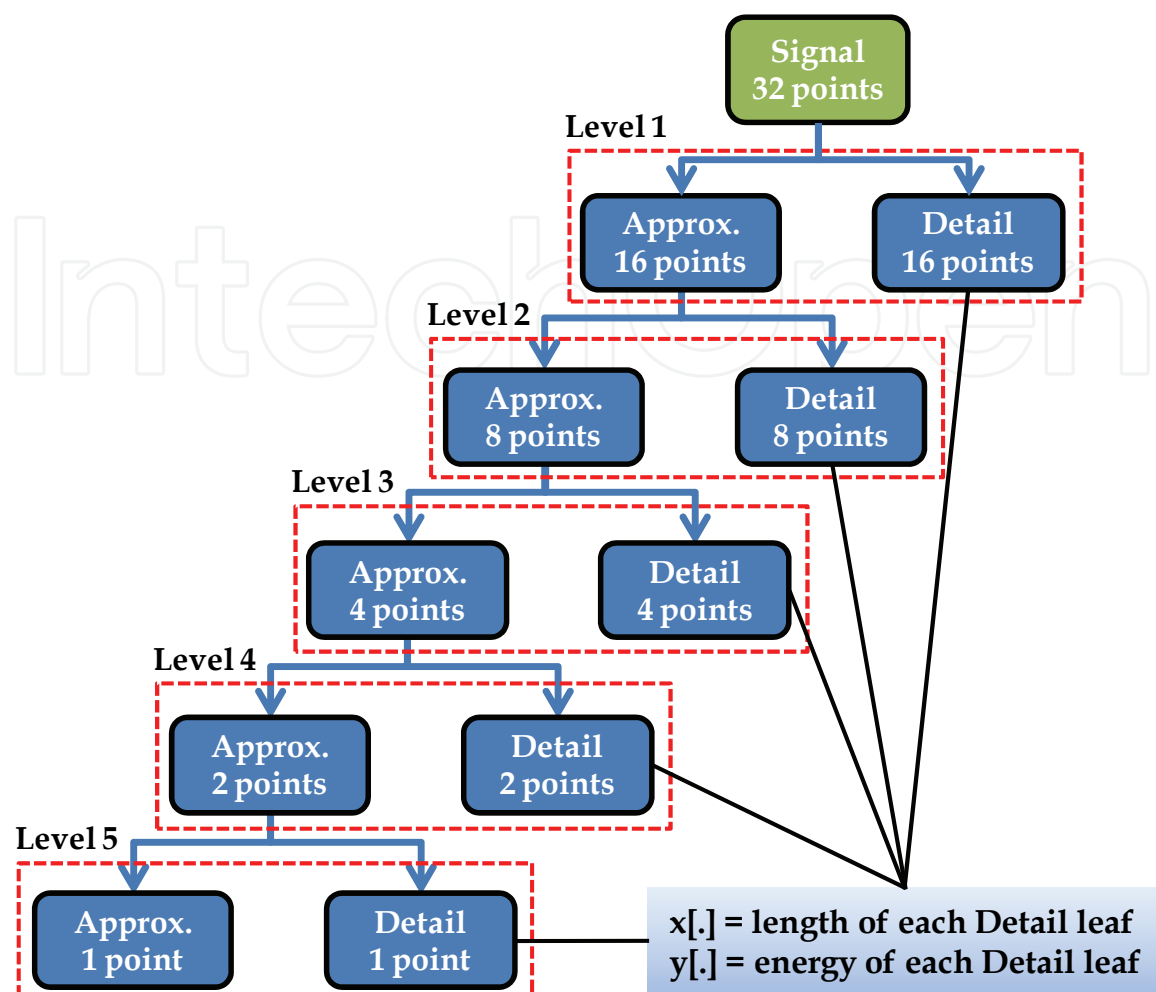 Signal
32 points
Level 1
Approx.
16 points
Detail
16 points
IntechOpen
Level 2
Approx.
8 points
Detail
8 points
Level 3
Approx.
4 points
Detail
4 points
Level 4
Approx.
2 points
Detail
2 points
Level 5
Approx.
1 point
Detail
1 point
x[.] = length of each Detail leaf
y[.] = energy of each Detail leaf